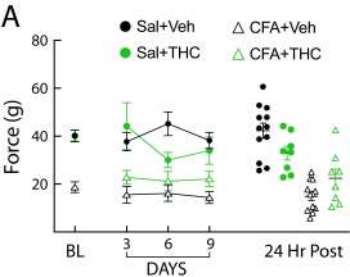 A
Sal+Veh
CFA+Veh
Sal+THC
CFA+THC
Force (g)
80
60
40
20
BL
3
6
9
DAYS
24 Hr Post